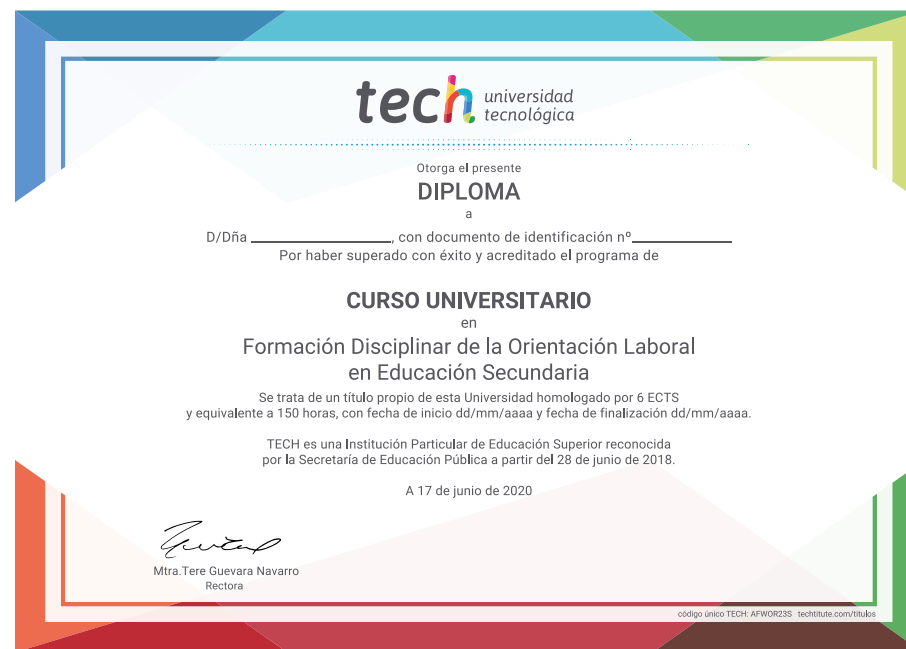 tech universidad
tecnológica
Otorga el presente
DIPLOMA
a
D/Dña ____________________, con documento de identificación nº______________
Por haber superado con éxito y acreditado el programa de
CURSO UNIVERSITARIO
en
Formación Disciplinar de la Orientación Laboral
en Educación Secundaria
Se trata de un título propio de esta Universidad homologado por 6 ECTS
y equivalente a 150 horas, con fecha de inicio dd/mm/aaaa y fecha de finalización dd/mm/aaaa.
TECH es una Institución Particular de Educación Superior reconocida
por la Secretaría de Educación Pública a partir del 28 de junio de 2018.
A 17 de junio de 2020
Mtra.Tere Guevara Navarro
Rectora
código único TECH: AFWOR23S techtitute.com/titulos